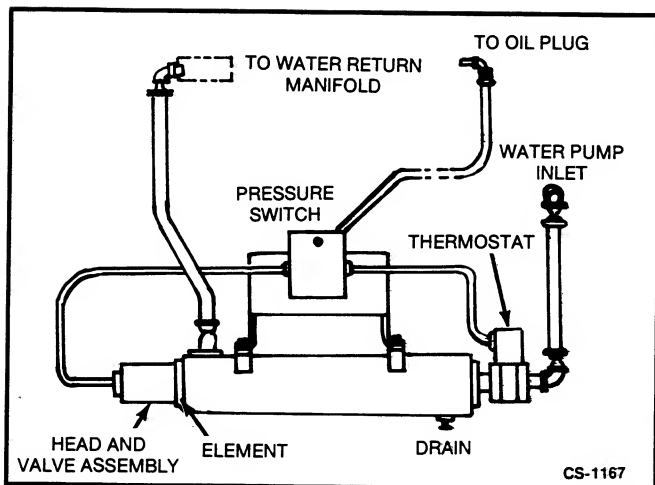 TO WATER RETURN
MANIFOLD
TO OIL PLUG
WATER PUMP
INLET
PRESSURE
SWITCH
THERMOSTAT
HEAD AND
VALVE ASSEMBLY
ELEMENT
DRAIN
CS-1167